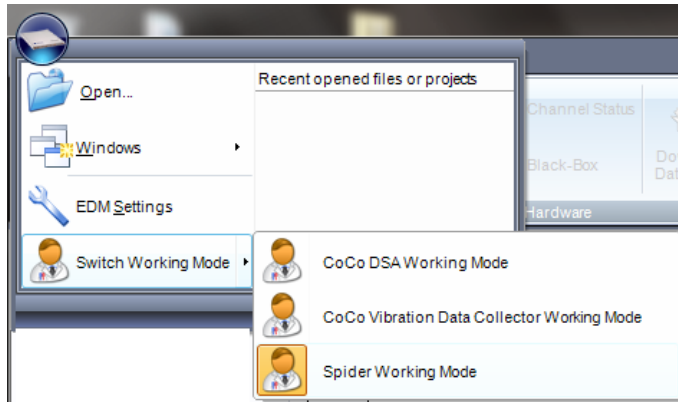 Recent opened files or projects
Open...
Channel Status
Windows
Black-Box
EDM Settings
Hardware
Switch Working Mode
CoCo DSA Working Mode
CoCo Vibration Data Collector Working Mode
Spider Working Mode